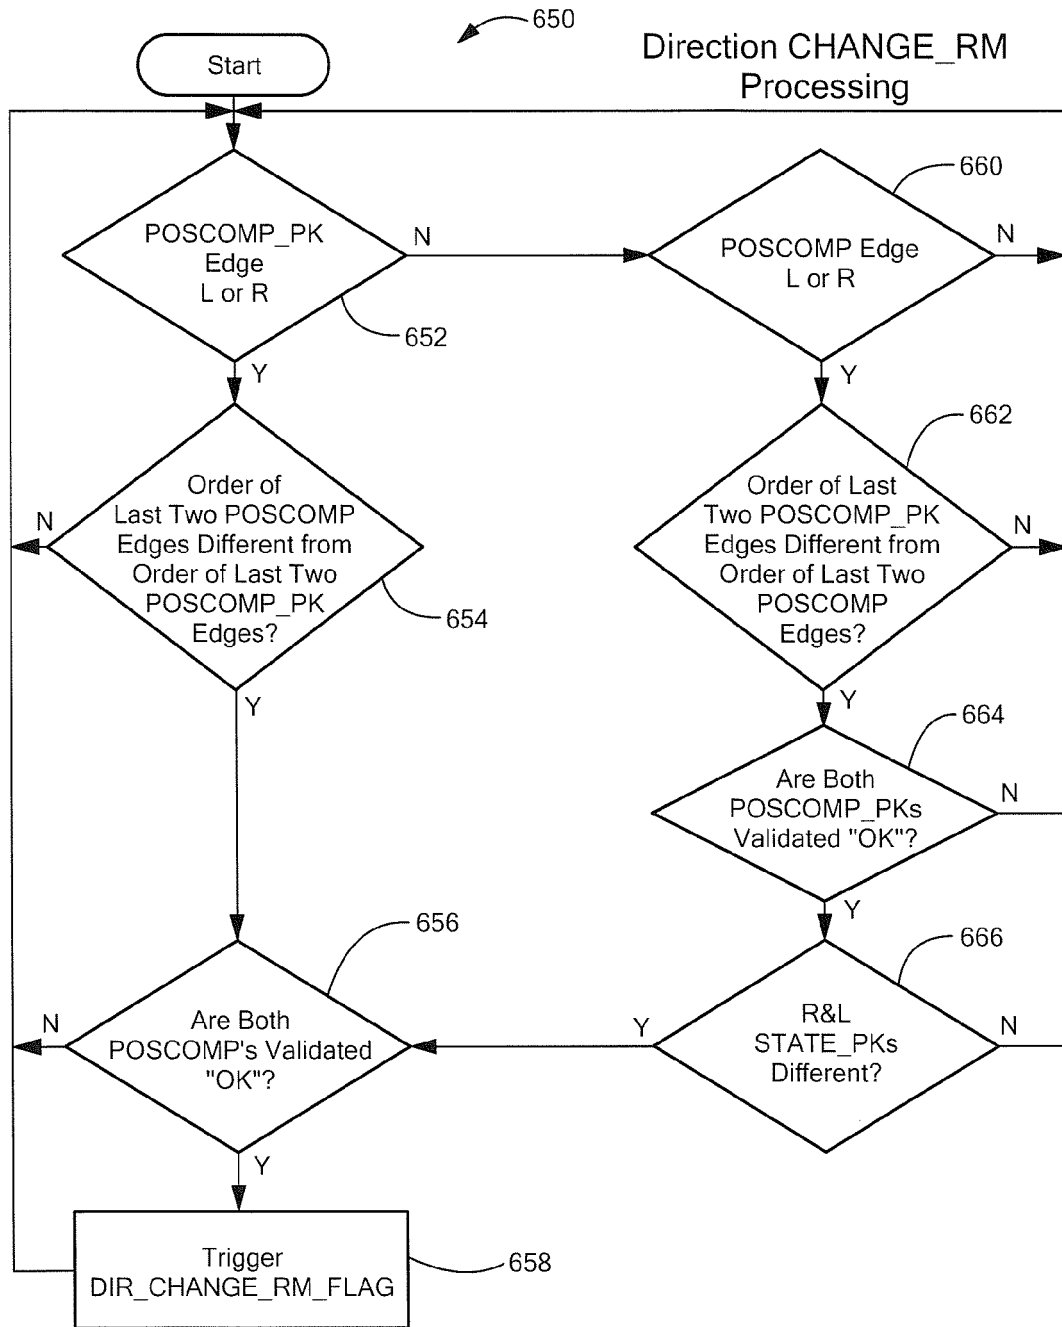 650
Direction CHANGE_RM
Processing
Start
POSCOMP_PK
Edge
L or R
N
Y
652
660
POSCOMP Edge
L or R
N
Y
Order of
Last Two POSCOMP
Edges Different from
Order of Last Two
POSCOMP_PK
Edges?
N
Y
654
662
Order of Last
Two POSCOMP_PK
Edges Different from
Order of Last Two
POSCOMP
Edges?
N
Y
664
Are Both
POSCOMP_PKs
Validated "OK"?
N
Y
656
Are Both
POSCOMP's Validated
"OK"?
N
Y
666
R&L
STATE_PKs
Different?
Y
N
Trigger
DIR_CHANGE_RM_FLAG
658